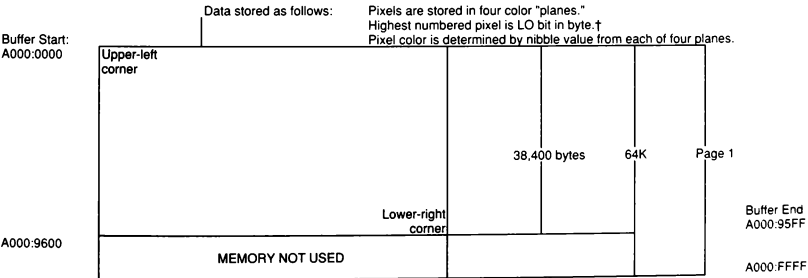 Data stored as follows: Pixels are stored in four color "planes."
Highest numbered pixel is LO bit in byte.†
Pixel color is determined by nibble value from each of four planes.
Buffer Start:
A000:0000
Upper-left
corner
38,400 bytes 64K Page 1
Lower-right
corner
Buffer End
A000:95FF
A000:9600
MEMORY NOT USED
A000:FFFF